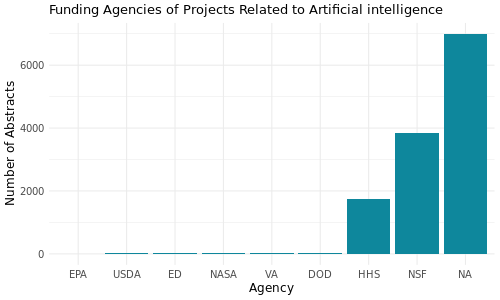 Funding Agencies of Projects Related to Artificial intelligence
Number of Abstracts
6000
4000
2000
0
EPA USDA ED NASA VA DOD HHS NSF NA
Agency